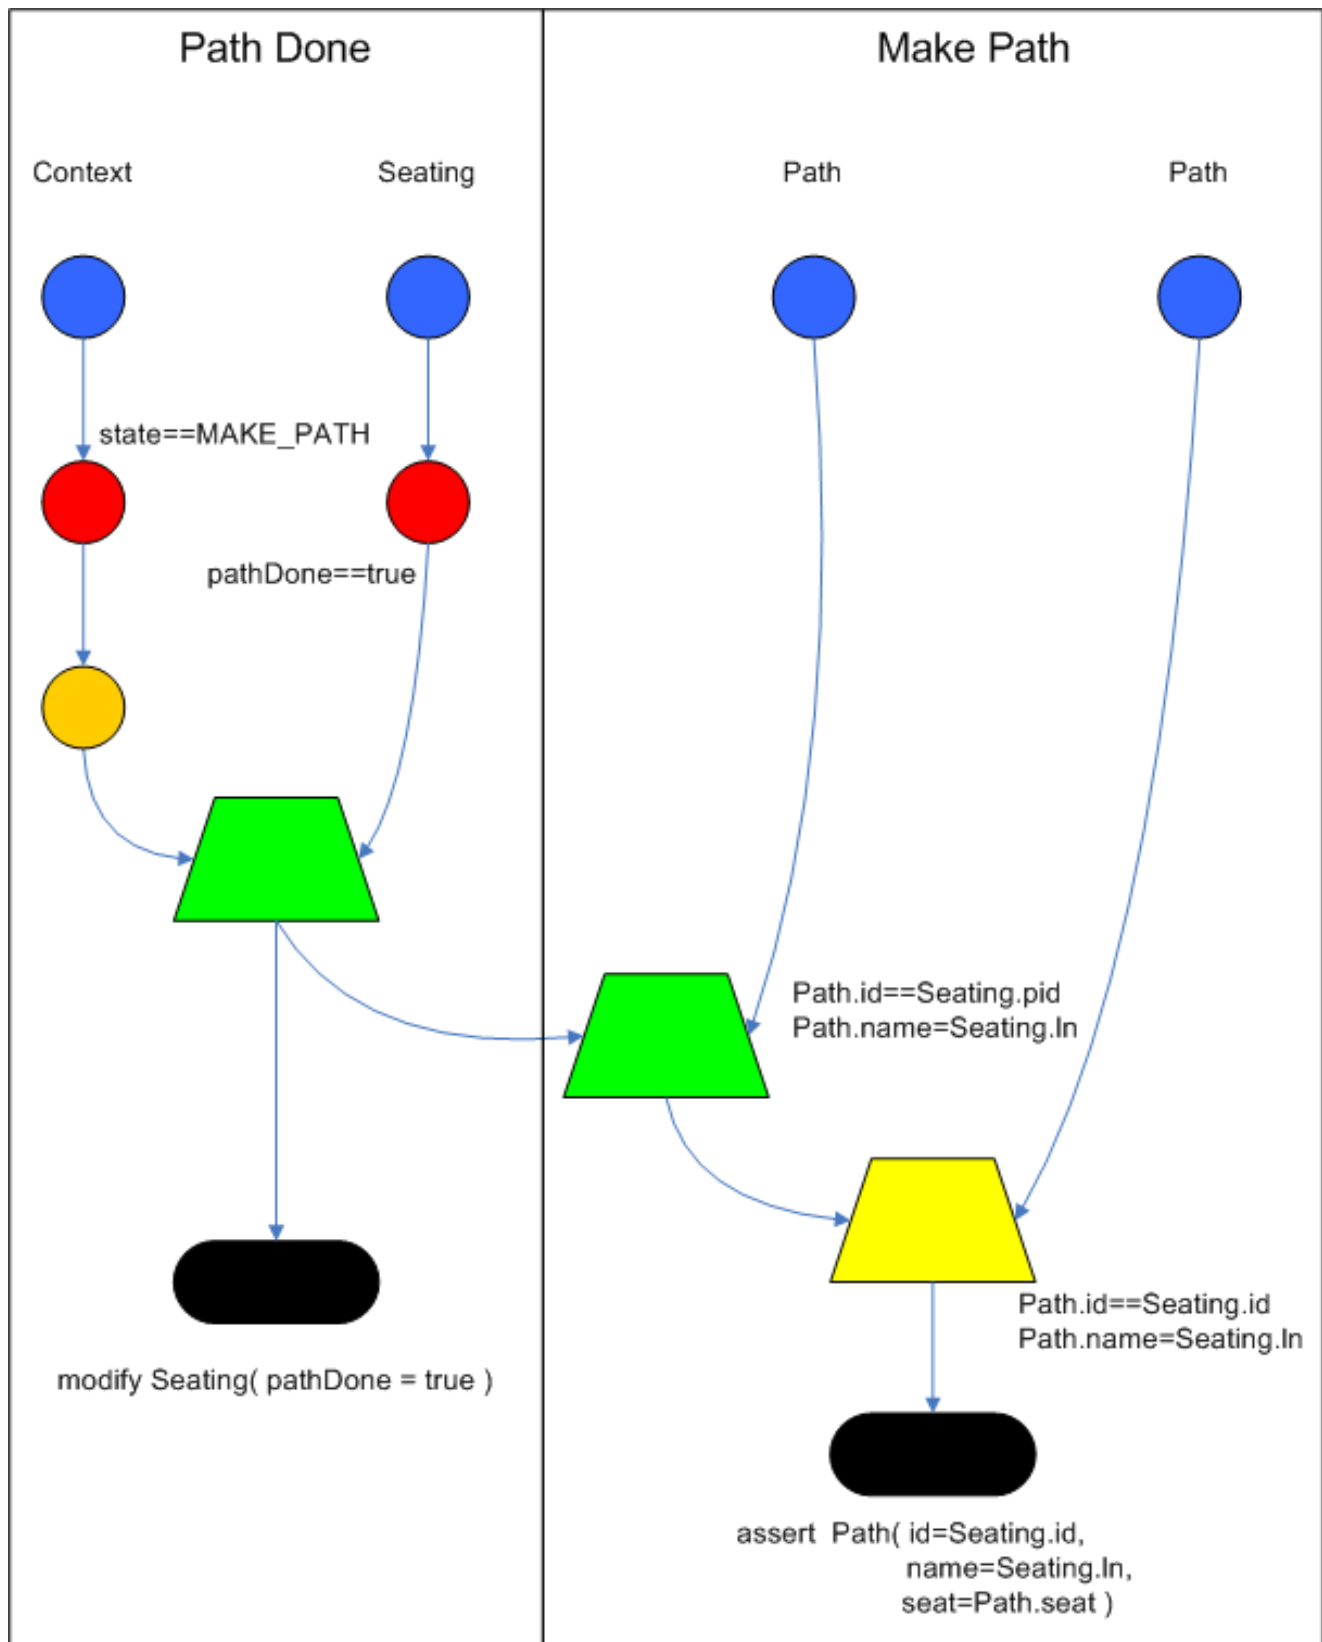 Path Done
Make Path
Context
Seating
Path
Path
state==MAKE_PATH
pathDone==true
Path.id==Seating.pid
Path.name=Seating.ln
Path.id==Seating.id
Path.name=Seating.ln
modify Seating( pathDone = true )
assert  Path( id=Seating.id,
name=Seating.ln,
seat=Path.seat )